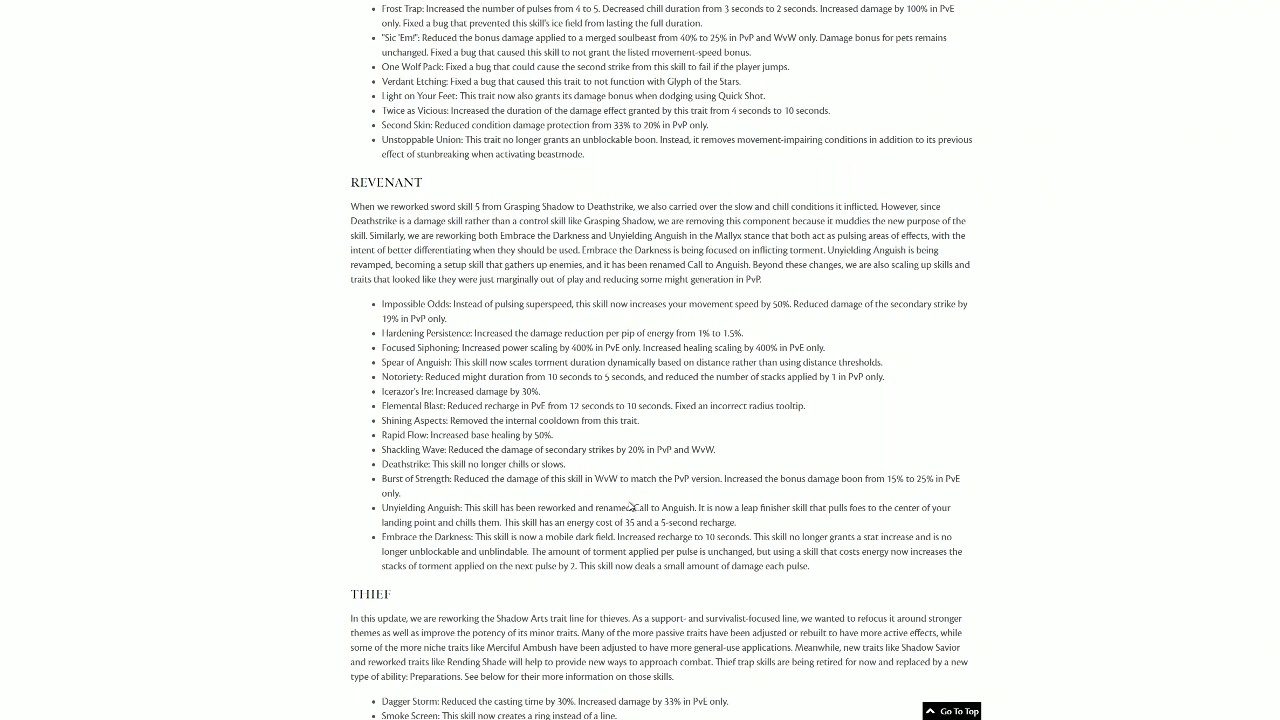 Frost Trap: Increased the number of pulses from 4 to 5. Decreased chill duration from 3 seconds to 2 seconds. Increased damage by 100% in PvE
only. Fixed a bug that prevented this skill's ice field from lasting the full duration.
"Sic 'Em!": Reduced the bonus damage applied to a merged soulbeast from 40% to 25% in PvP and WvW only. Damage bonus for pets remains
unchanged. Fixed a bug that caused this skill to not grant the listed movement-speed bonus.
One Wolf Pack: Fixed a bug that could cause the second strike from this skill to fail if the player jumps.
Verdant Etching: Fixed a bug that caused this trait to not function with Glyph of the Stars.
Light on Your Feet: This trait now also grants its damage bonus when dodging using Quick Shot.
Twice as Vicious: Increased the duration of the damage effect granted by this trait from 4 seconds to 10 seconds.
Second Skin: Reduced condition damage protection from 33% to 20% in PvP only.
Unstoppable Union: This trait no longer grants an unblockable boon. Instead, it removes movement-impairing conditions in addition to its previous
effect of stunbreaking when activating beastmode.
REVENANT
When we reworked sword skill 5 from Grasping Shadow to Deathstrike, we also carried over the slow and chill conditions it inflicted. However, since
Deathstrike is a damage skill rather than a control skill like Grasping Shadow, we are removing this component because it muddies the new purpose of the
skill. Similarly, we are reworking both Embrace the Darkness and Unyielding Anguish in the Mallyx stance that both act as pulsing areas of effects, with the
intent of better differentiating when they should be used. Embrace the Darkness is being focused on inflicting torment. Unyielding Anguish is being
revamped, becoming a setup skill that gathers up enemies, and it has been renamed Call to Anguish. Beyond these changes, we are also scaling up skills and
traits that looked like they were just marginally out of play and reducing some might generation in PvP.
Impossible Odds: Instead of pulsing superspeed, this skill now increases your movement speed by 50%. Reduced damage of the secondary strike by
19% in PvP only.
Hardening Persistence: Increased the damage reduction per pip of energy from 1% to 1.5%.
Focused Siphoning: Increased power scaling by 400% in PvE only. Increased healing scaling by 400% in PvE only.
Spear of Anguish: This skill now scales torment duration dynamically based on distance rather than using distance thresholds.
Notoriety: Reduced might duration from 10 seconds to 5 seconds, and reduced the number of stacks applied by 1 in PvP only.
Icerazor's Ire: Increased damage by 30%.
Elemental Blast: Reduced recharge in PvE from 12 seconds to 10 seconds. Fixed an incorrect radius tooltip.
Shining Aspects: Removed the internal cooldown from this trait.
Rapid Flow: Increased base healing by 50%.
Shackling Wave: Reduced the damage of secondary strikes by 20% in PvP and WvW.
Deathstrike: This skill no longer chills or slows.
Burst of Strength: Reduced the damage of this skill in WvW to match the PvP version. Increased the bonus damage boon from 15% to 25% in PvE
only.
Unyielding Anguish: This skill has been reworked and renamed Call to Anguish. It is now a leap finisher skill that pulls foes to the center of your
landing point and chills them. This skill has an energy cost of 35 and a 5-second recharge.
Embrace the Darkness: This skill is now a mobile dark field. Increased recharge to 10 seconds. This skill no longer grants a stat increase and is no
longer unblockable and unblindable. The amount of torment applied per pulse is unchanged, but using a skill that costs energy now increases the
stacks of torment applied on the next pulse by 2. This skill now deals a small amount of damage each pulse.
THIEF
In this update, we are reworking the Shadow Arts trait line for thieves. As a support- and survivalist-focused line, we wanted to refocus it around stronger
themes as well as improve the potency of its minor traits. Many of the more passive traits have been adjusted or rebuilt to have more active effects, while
some of the more niche traits like Merciful Ambush have been adjusted to have more general-use applications. Meanwhile, new traits like Shadow Savior
and reworked traits like Rending Shade will help to provide new ways to approach combat. Thief trap skills are being retired for now and replaced by a new
type of ability: Preparations. See below for their more information on those skills.
Dagger Storm: Reduced the casting time by 30%. Increased damage by 33% in PvE only.
Smoke Screen: This skill now creates a ring instead of a line.
Go To Top